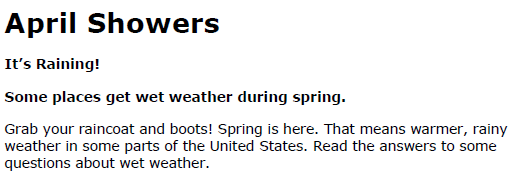 April Showers
It’s Raining!
Some places get wet weather during spring.
Grab your raincoat and boots! Spring is here. That means warmer, rainy
weather in some parts of the United States. Read the answers to some
questions about wet weather.